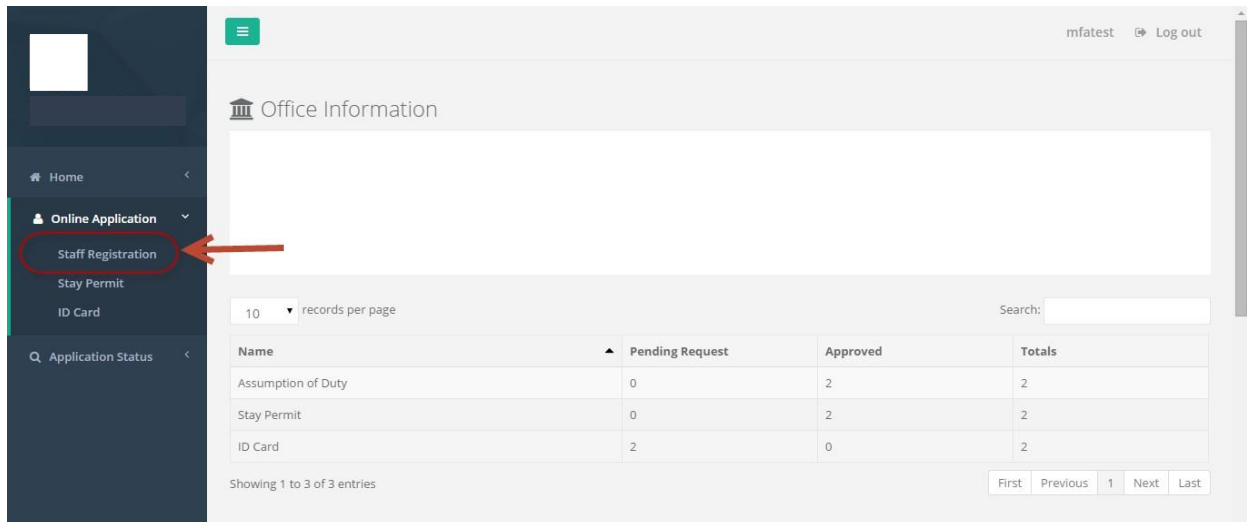 mfatest Log out
Office Information
Home
Online Application
Staff Registration
Stay Permit
ID Card
Application Status
10 records per page Search:
Name Pending Request Approved Totals
Assumption of Duty 0 2 2
Stay Permit 0 2 2
ID Card 2 0 2
Showing 1 to 3 of 3 entries First Previous 1 Next Last